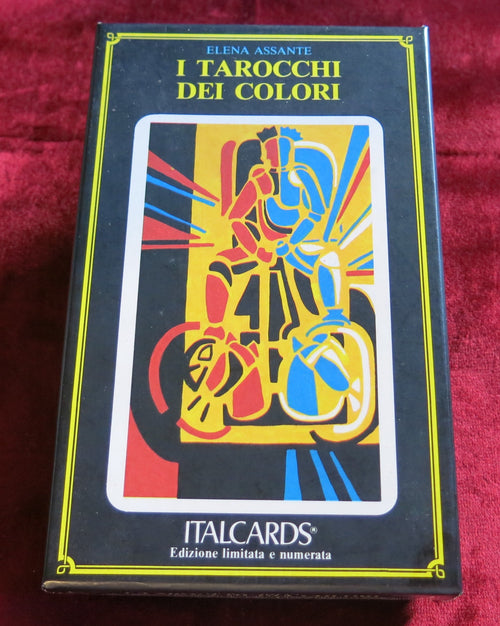 ELENA ASSANTE
I TAROCCHI
DEI COLORI
ITALCARDS®
Edizione limitata e numerata